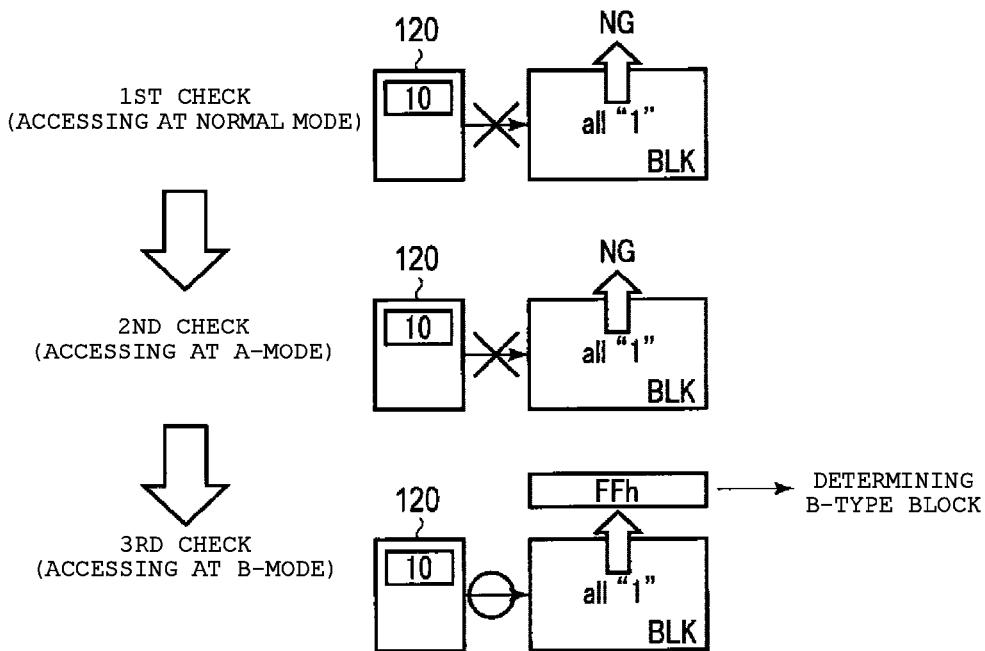 120
NG
1ST CHECK
(ACCESSING AT NORMAL MODE)
10
all “1”
BLK
120
NG
2ND CHECK
(ACCESSING AT A-MODE)
10
all “1”
BLK
120
FFh
DETERMINING
B-TYPE BLOCK
3RD CHECK
(ACCESSING AT B-MODE)
10
all “1”
BLK